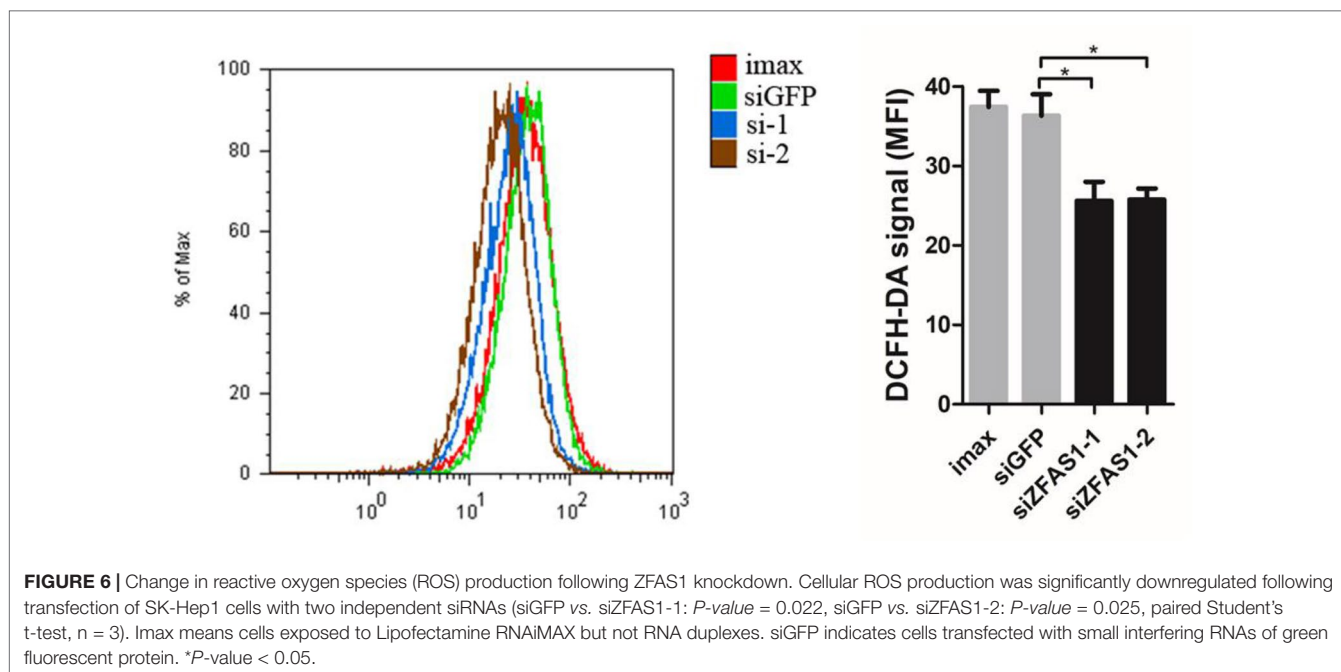 100
80
60
40
20
0
% of Max
10^0 10^1 10^2 10^3
imax
siGFP
si-1
si-2
* 
*
40
30
20
10
0
DCFH-DA signal (MFI)
imax
siGFP
siZFAS1-1
siZFAS1-2
FIGURE 6 | Change in reactive oxygen species (ROS) production following ZFAS1 knockdown. Cellular ROS production was significantly downregulated following
transfection of SK-Hep1 cells with two independent siRNAs (siGFP vs. siZFAS1-1: P-value = 0.022, siGFP vs. siZFAS1-2: P-value = 0.025, paired Student's
t-test, n = 3). Imax means cells exposed to Lipofectamine RNAiMAX but not RNA duplexes. siGFP indicates cells transfected with small interfering RNAs of green
fluorescent protein. *P-value < 0.05.